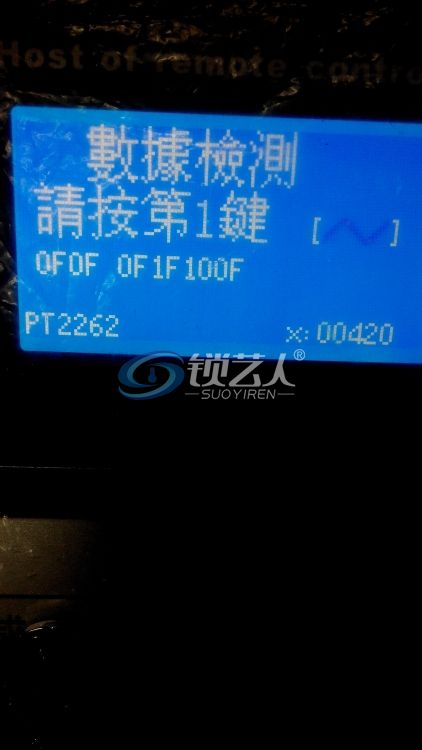 Host of remote contro
數據檢測
請按第1鍵 [ ]
0F0F 0F1F100F
PT2262 x:00420
锁艺人®
SUOYIREN